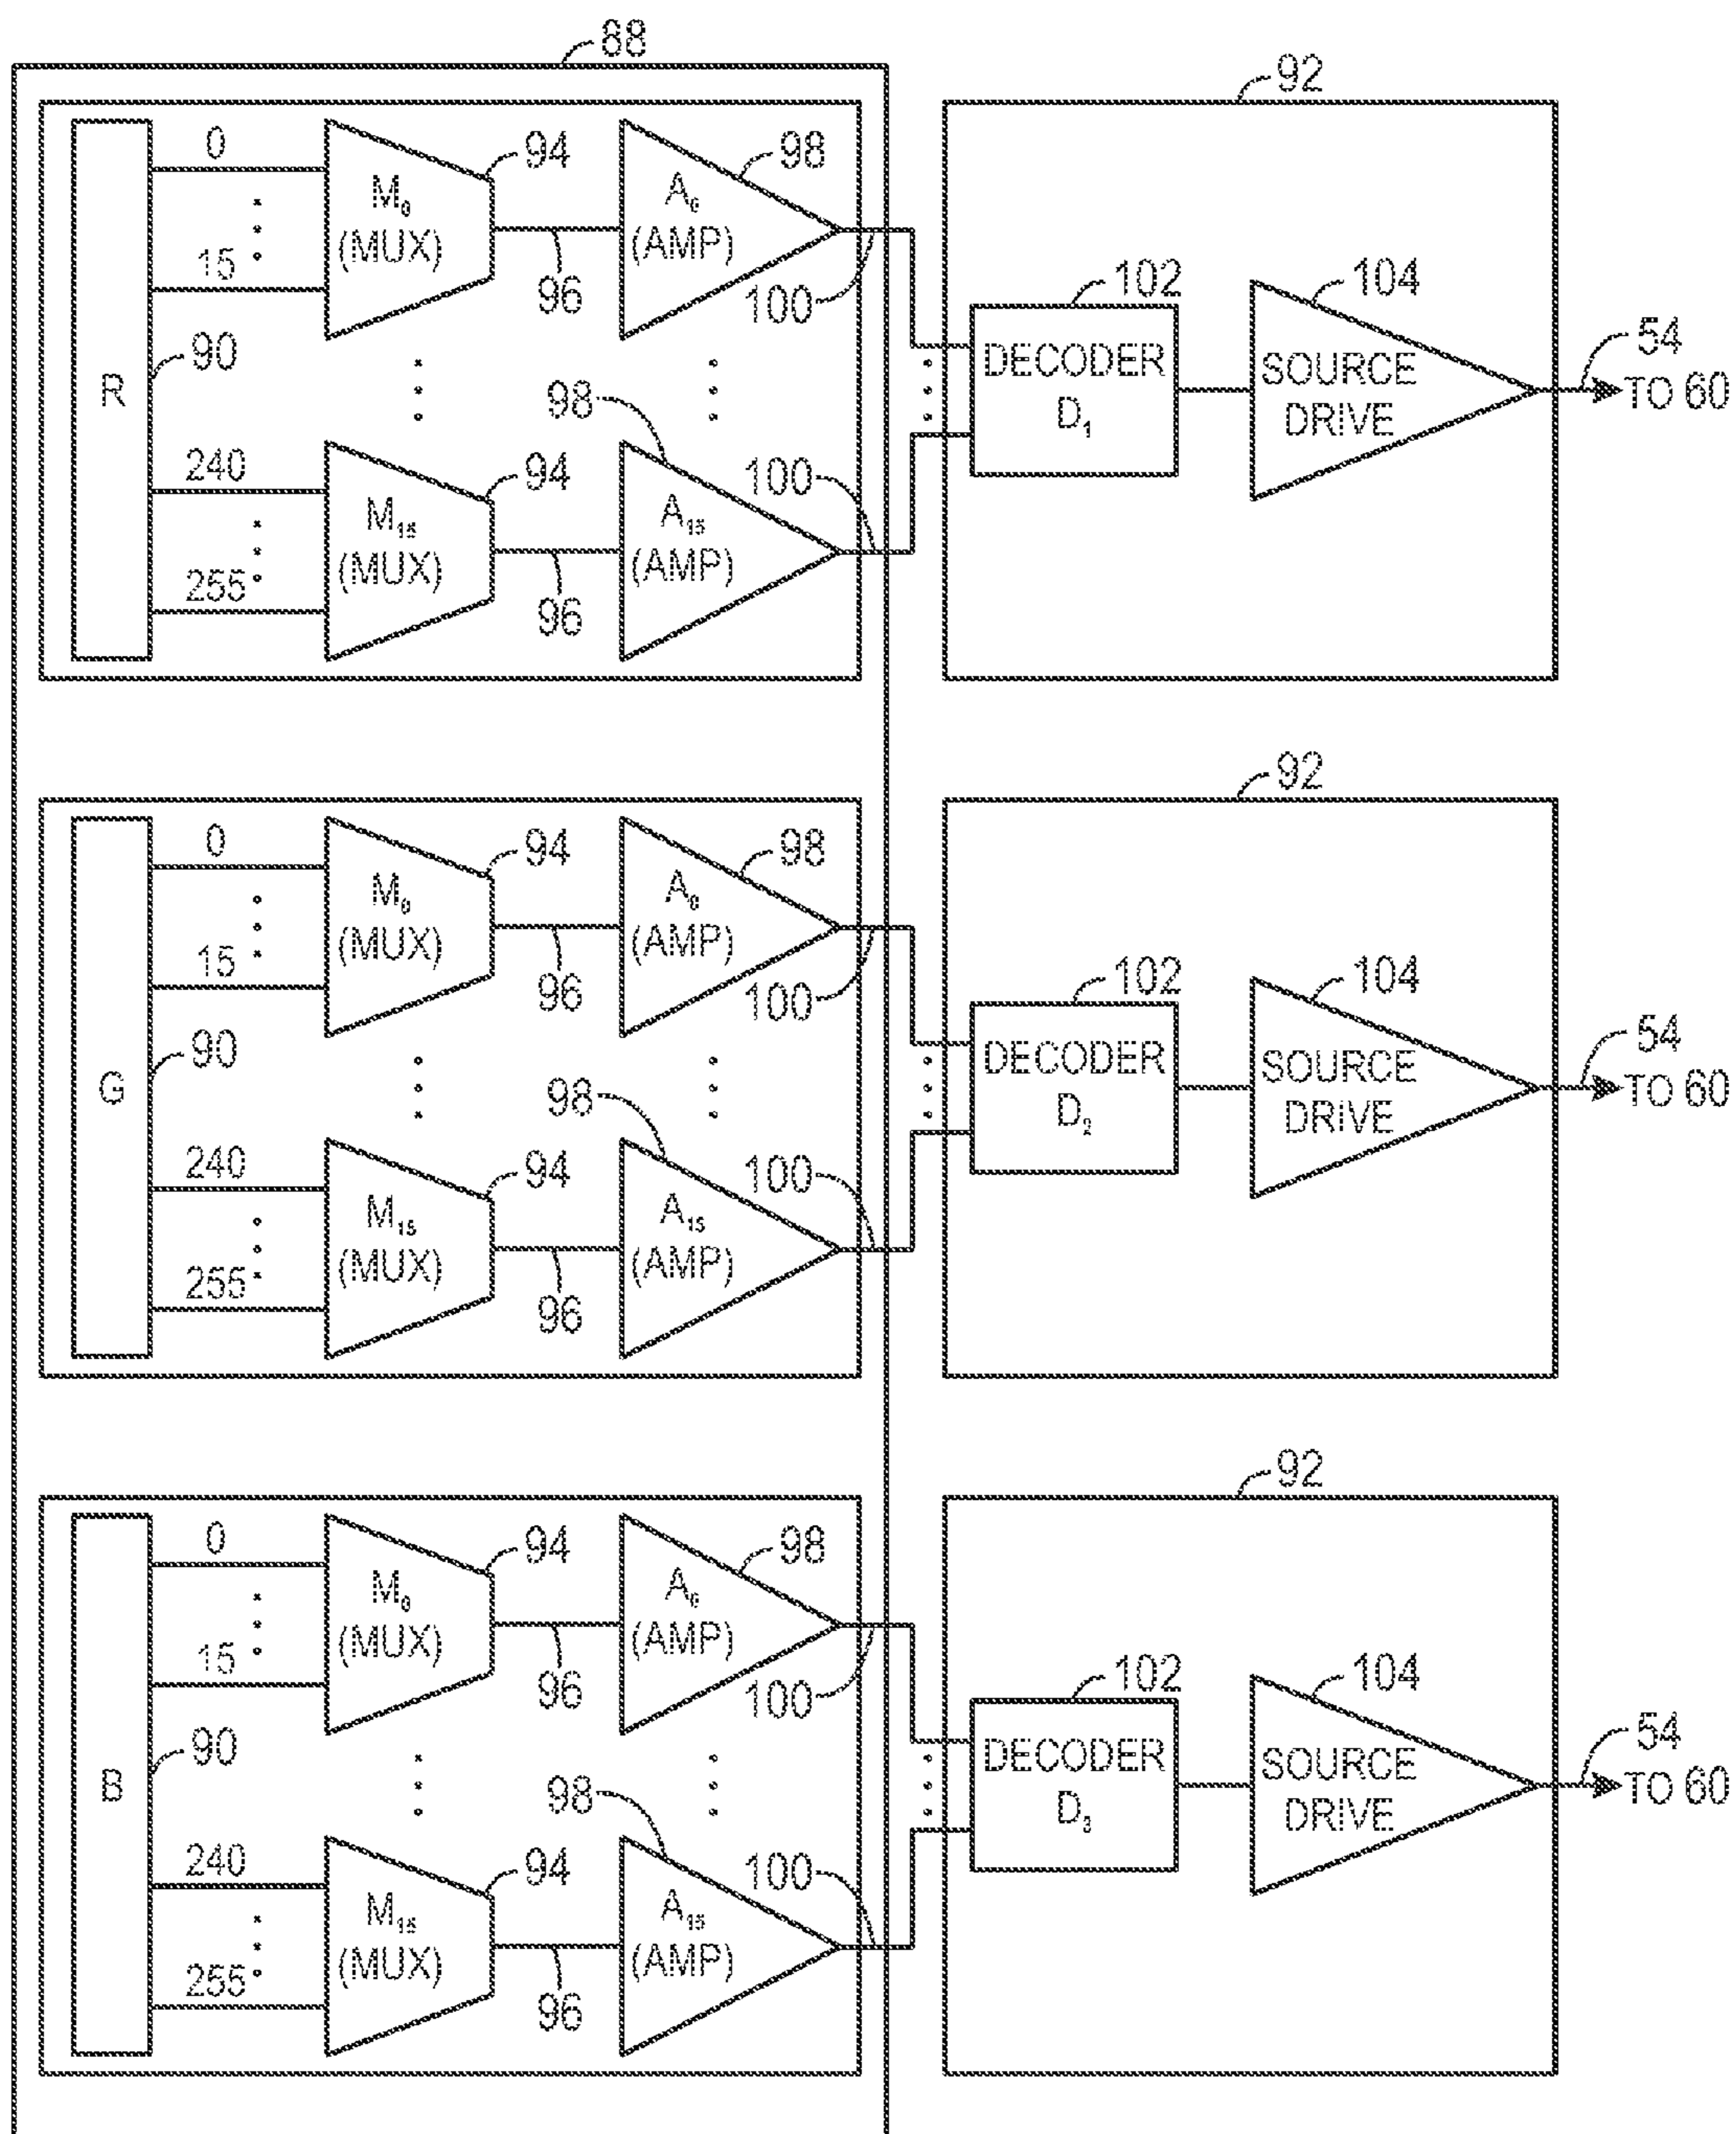 88
92
R
0
15
90
240
255
M0
(MUX)
94
96
A0
(AMP)
98
100
M15
(MUX)
94
96
A15
(AMP)
98
100
102
DECODER
D1
104
SOURCE
DRIVE
54
TO 60
92
G
0
15
90
240
255
M0
(MUX)
94
96
A0
(AMP)
98
100
M15
(MUX)
94
96
A15
(AMP)
98
100
102
DECODER
D2
104
SOURCE
DRIVE
54
TO 60
92
B
0
15
90
240
255
M0
(MUX)
94
96
A0
(AMP)
98
100
M15
(MUX)
94
96
A15
(AMP)
98
100
102
DECODER
D3
104
SOURCE
DRIVE
54
TO 60